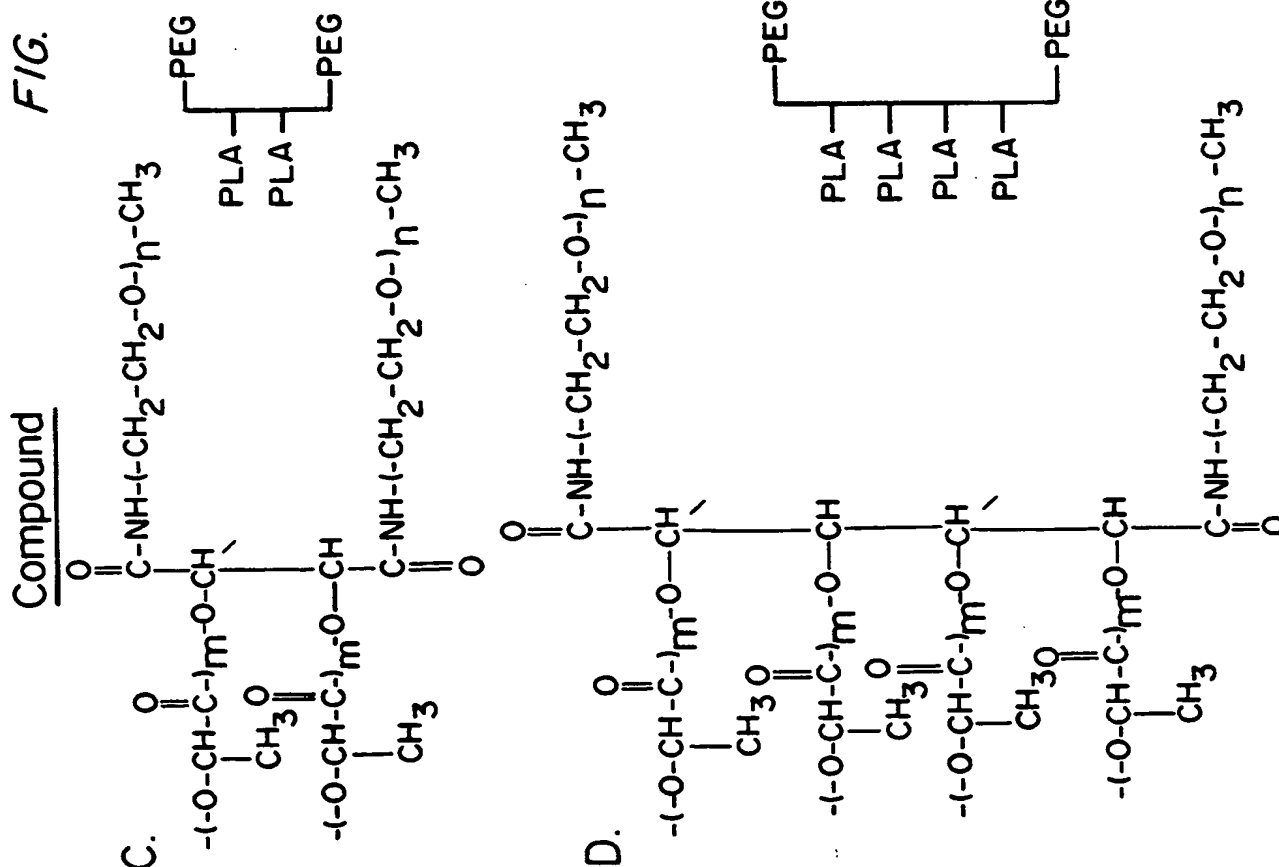 FIG.
Compound
C.
O
C-NH-(-CH2-CH2-O-)n-CH3
O
-(-O-CH-C-)m-O-CH
CH3
O
-(-O-CH-C-)m-O-CH
CH3
C-NH-(-CH2-CH2-O-)n-CH3
O
PEG
PLA
PLA
PEG
D.
O
C-NH-(-CH2-CH2-O-)n-CH3
O
-(-O-CH-C-)m-O-CH
CH3
O
-(-O-CH-C-)m-O-CH
CH3
O
-(-O-CH-C-)m-O-CH
CH3
O
-(-O-CH-C-)m-O-CH
CH3
C-NH-(-CH2-CH2-O-)n-CH3
O
PEG
PLA
PLA
PLA
PLA
PEG